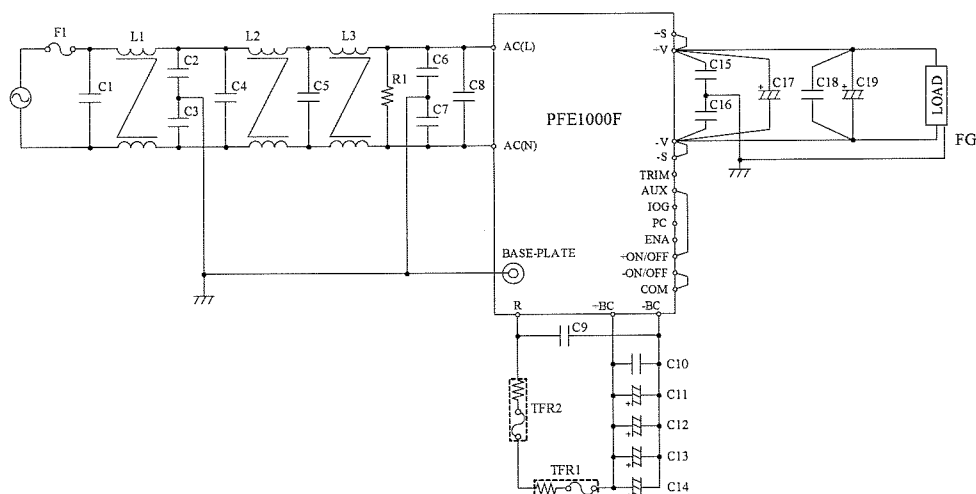 F1
L1
L2
L3
C1
C2
C3
C4
C5
R1
C6
C7
C8
AC(L)
AC(N)
PFE1000F
BASE-PLATE
R
+BC
-BC
+S
+V
-V
-S
TRIM
AUX
IOG
PC
ENA
+ON/OFF
-ON/OFF
COM
C15
C16
+
C17
C18
+
C19
LOAD
FG
C9
C10
+
C11
+
C12
+
C13
C14
TFR2
TFR1